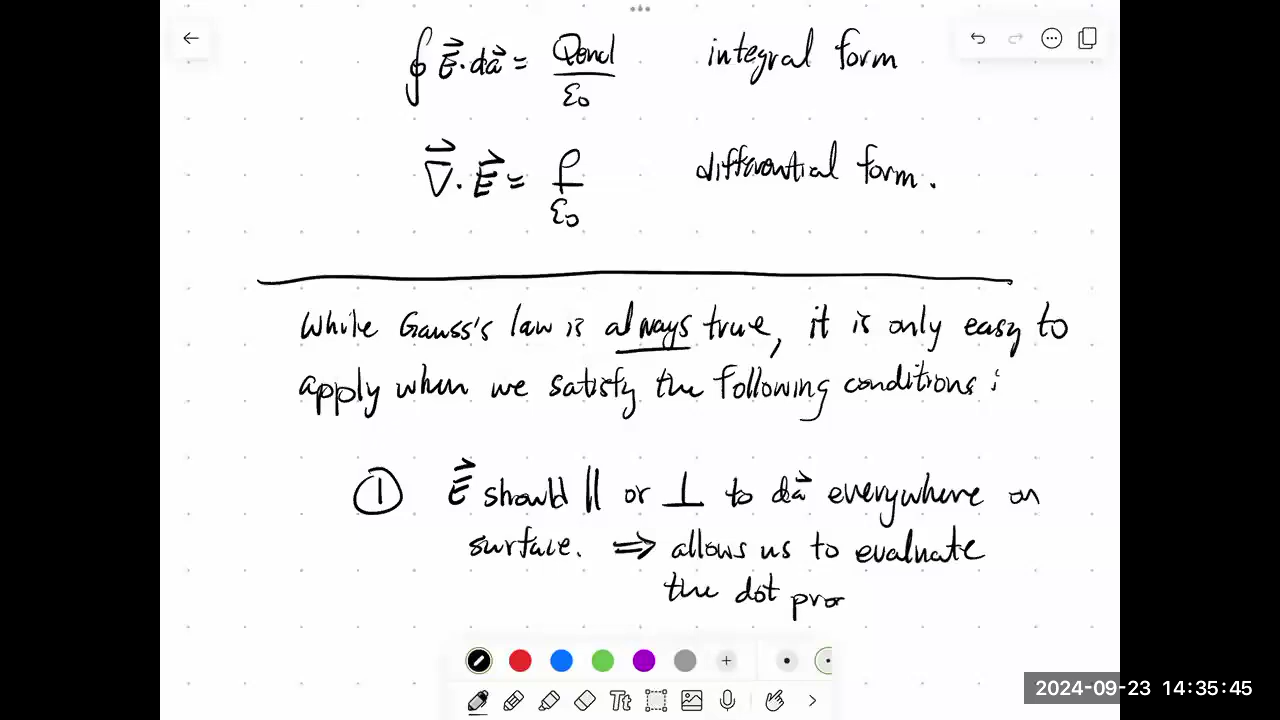 ∮ E⃗·da⃗ = Qencl/ε₀ integral form
∇⃗·E⃗ = ρ/ε₀ differential form.
While Gauss's law is always true, it is only easy to
apply when we satisfy the following conditions:
① E⃗ should || or ⊥ to da⃗ everywhere on
surface. ⇒ allows us to evaluate
the dot pro
Tt
2024-09-23 14:35:45